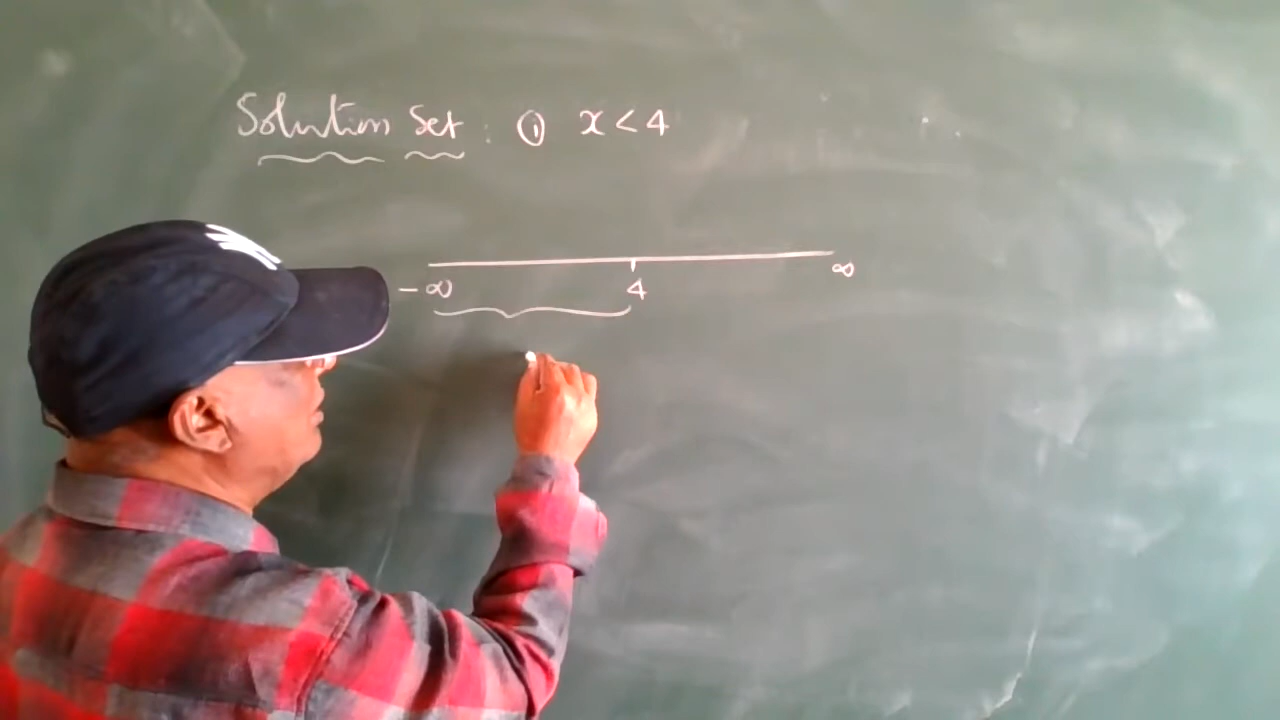 Solution Set : ① x < 4
-∞ 4 ∞